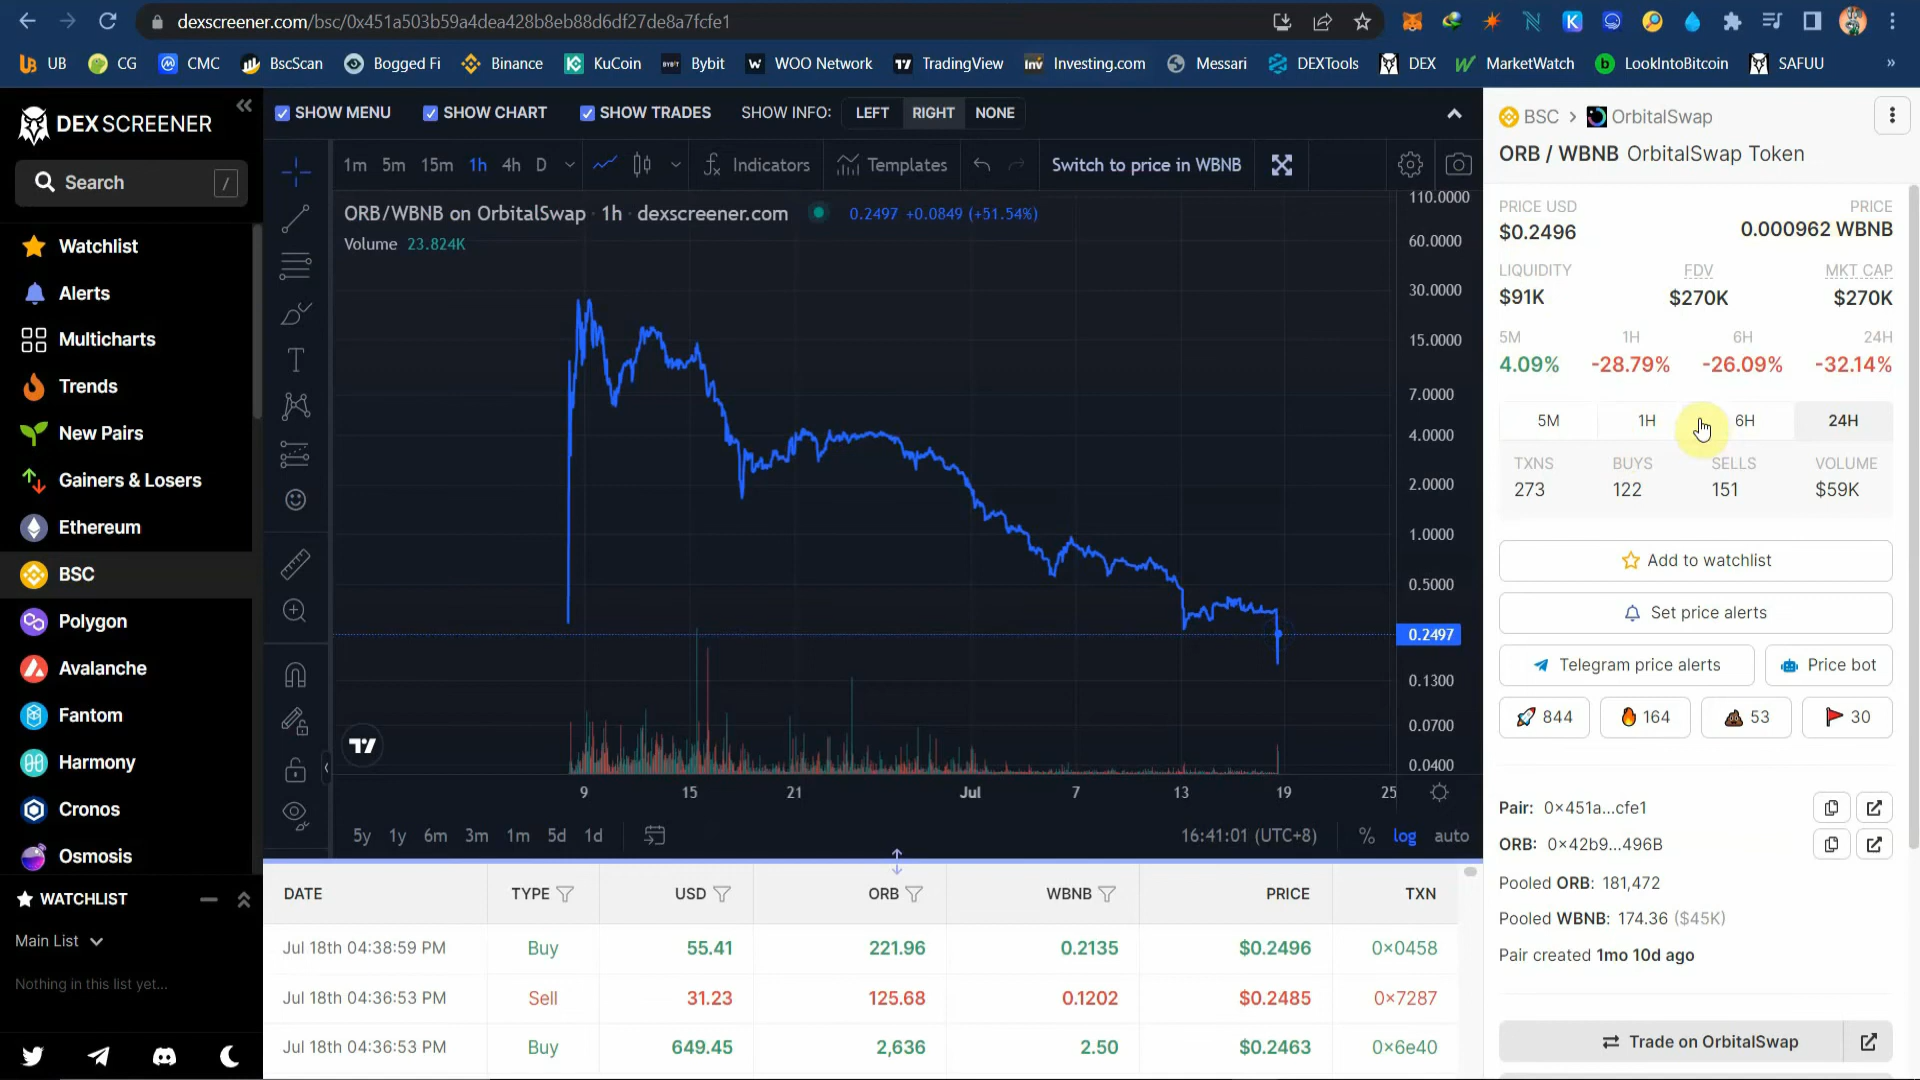 dexscreener.com/bsc/0x451a503b59a4dea428b8eb88d6df27de8a7fcfe1
UB CG CMC BscScan Bogged Fi Binance KuCoin Bybit WOO Network TradingView Investing.com Messari DEXTools DEX MarketWatch LookIntoBitcoin SAFUU »
DEX SCREENER
Search /
Watchlist
Alerts
Multicharts
Trends
New Pairs
Gainers & Losers
Ethereum
BSC
Polygon
Avalanche
Fantom
Harmony
Cronos
Osmosis
WATCHLIST
Main List
Nothing in this list yet...
SHOW MENU SHOW CHART SHOW TRADES SHOW INFO: LEFT RIGHT NONE
1m 5m 15m 1h 4h D Indicators Templates Switch to price in WBNB
ORB/WBNB on OrbitalSwap · 1h · dexscreener.com 0.2497 +0.0849 (+51.54%)
Volume 23.824K
110.0000
60.0000
30.0000
15.0000
7.0000
4.0000
2.0000
1.0000
0.5000
0.2497
0.1300
0.0700
0.0400
9 15 21 Jul 7 13 19 25
5y 1y 6m 3m 1m 5d 1d 16:41:01 (UTC+8) % log auto
DATE TYPE USD ORB WBNB PRICE TXN
Jul 18th 04:38:59 PM Buy 55.41 221.96 0.2135 $0.2496 0x0458
Jul 18th 04:36:53 PM Sell 31.23 125.68 0.1202 $0.2485 0x7287
Jul 18th 04:36:53 PM Buy 649.45 2,636 2.50 $0.2463 0x6e40
BSC > OrbitalSwap
ORB / WBNB OrbitalSwap Token
PRICE USD PRICE
$0.2496 0.000962 WBNB
LIQUIDITY FDV MKT CAP
$91K $270K $270K
5M 1H 6H 24H
4.09% -28.79% -26.09% -32.14%
5M 1H 6H 24H
TXNS BUYS SELLS VOLUME
273 122 151 $59K
Add to watchlist
Set price alerts
Telegram price alerts Price bot
844 164 53 30
Pair: 0x451a...cfe1
ORB: 0x42b9...496B
Pooled ORB: 181,472
Pooled WBNB: 174.36 ($45K)
Pair created 1mo 10d ago
Trade on OrbitalSwap